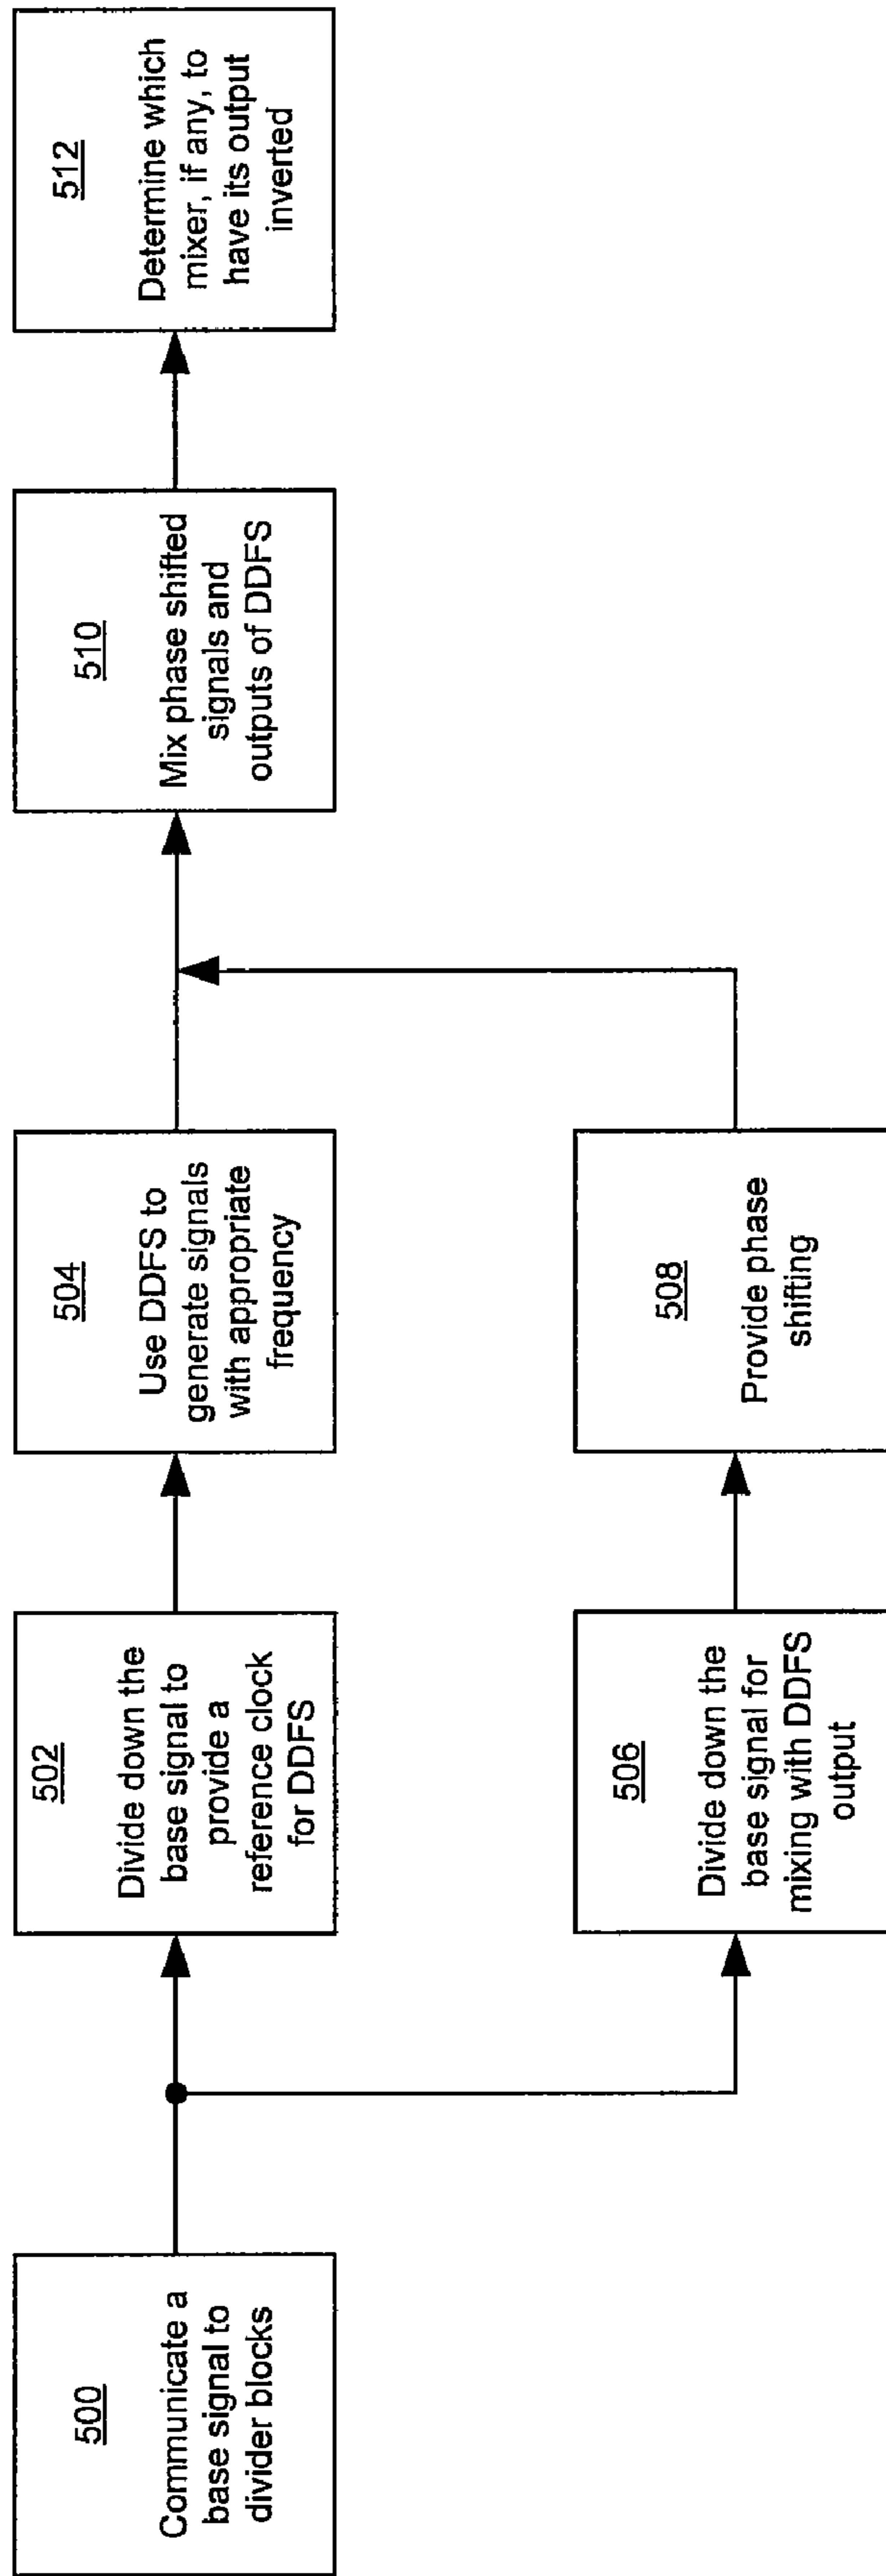 500
Communicate a
base signal to
divider blocks
502
Divide down the
base signal to
provide a
reference clock
for DDFS
504
Use DDFS to
generate signals
with appropriate
frequency
506
Divide down the
base signal for
mixing with DDFS
output
508
Provide phase
shifting
510
Mix phase shifted
signals and
outputs of DDFS
512
Determine which
mixer, if any, to
have its output
inverted